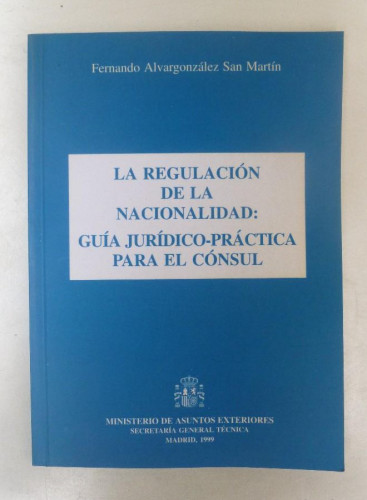 Fernando Alvargonzález San Martín
LA REGULACIÓN
DE LA
NACIONALIDAD:
GUÍA JURÍDICO-PRÁCTICA
PARA EL CÓNSUL
MINISTERIO DE ASUNTOS EXTERIORES
SECRETARÍA GENERAL TÉCNICA
MADRID, 1999